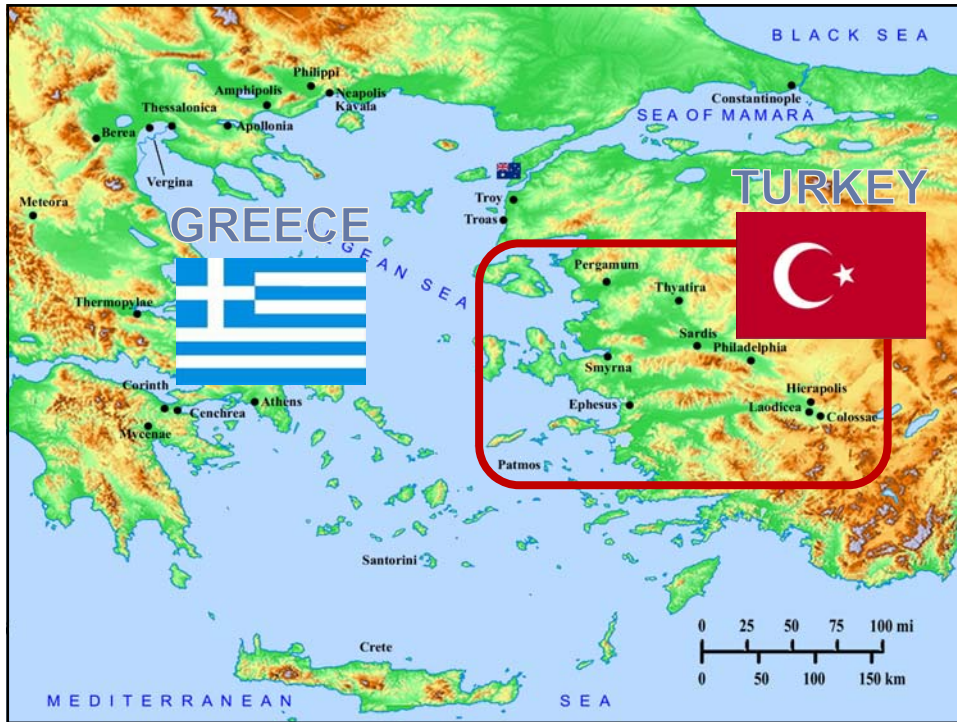 BLACK SEA
Philippi
Amphipolis
Neapolis
Kavala
Constantinople
Thessalonica
SEA OF MAMARA
Apollonia
Berea
Vergina
TURKEY
Meteora
Troy
GREECE
Troas
GEAN SEA
Pergamum
Thyatira
Thermopylae
Sardis
Philadelphia
Smyrna
Corinth
Hierapolis
Athens
Ephesus
Laodicea
Cenchrea
Colossae
Mycenae
Patmos
Santorini
0 25 50 75 100 mi
Crete
0 50 100 150 km
MEDITERRANEAN SEA